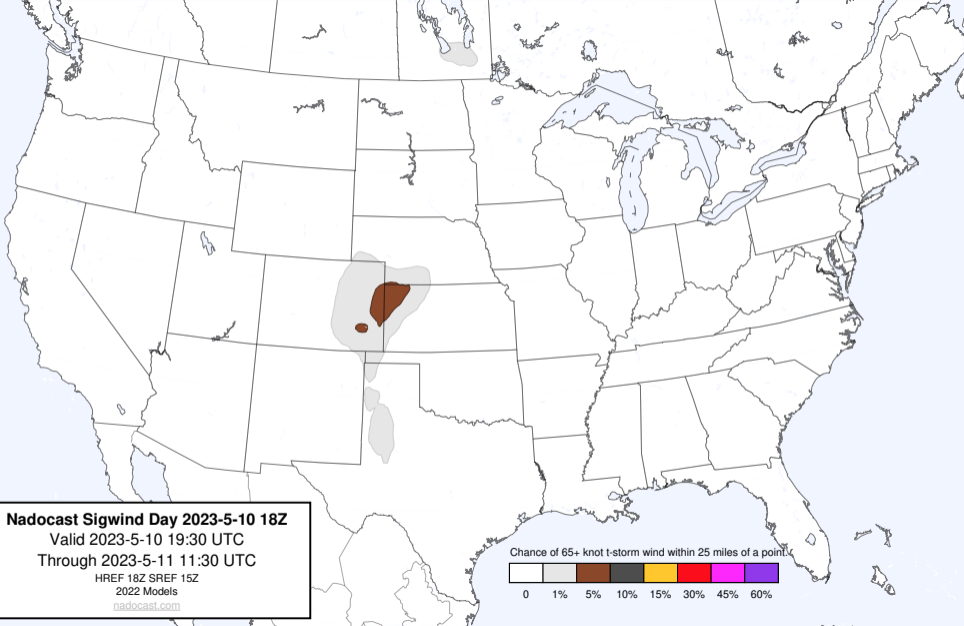 Nadocast Sigwind Day 2023-5-10 18Z
Valid 2023-5-10 19:30 UTC
Through 2023-5-11 11:30 UTC
HREF 18Z SREF 15Z
2022 Models
nadocast.com
Chance of 65+ knot t-storm wind within 25 miles of a point.
0 1% 5% 10% 15% 30% 45% 60%